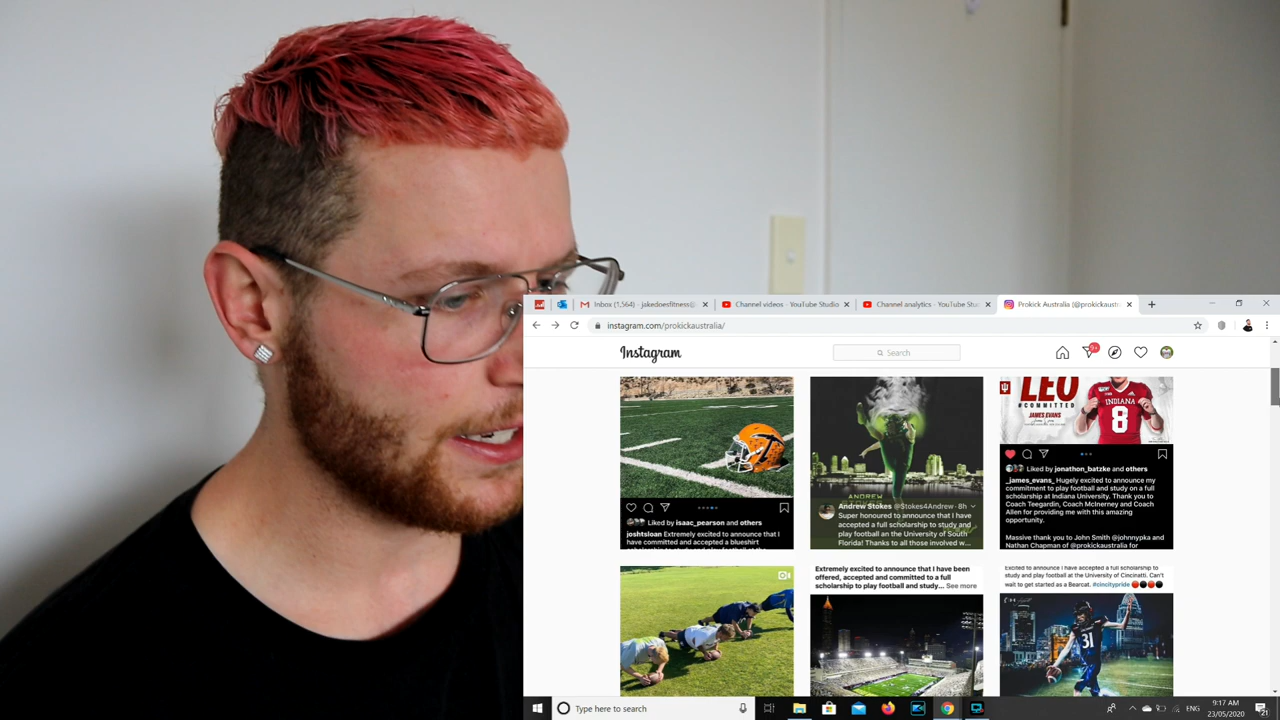 Inbox (1,564) - jakedoesfitness@
Channel videos - YouTube Studio
Channel analytics - YouTube Stu
Prokick Australia (@prokickaustr
instagram.com/prokickaustralia/
Instagram
Search
9+
LEO
#COMMITTED
JAMES EVANS
INDIANA
8
Liked by jonathon_batzke and others
_james_evans_ Hugely excited to announce my
commitment to play football and study on a full
scholarship at Indiana University. Thank you to
Coach Teegardin, Coach McInerney and Coach
Allen for providing me with this amazing
opportunity.
Massive thank you to John Smith @johnnypka and
Nathan Chapman of @prokickaustralia for
ANDREW
Andrew Stokes @Stokes4Andrew · 8h
Super honoured to announce that I have
accepted a full scholarship to study and
play football at the University of South
Florida! Thanks to all those involved w...
Liked by isaac_pearson and others
joshtsloan Extremely excited to announce that I
have committed and accepted a blueshirt
Extremely excited to announce that I have been
offered, accepted and committed to a full
scholarship to play football and study... See more
Excited to announce I have accepted a full scholarship to
study and play football at the University of Cincinatti. Can't
wait to get started as a Bearcat. #cincitypride
31
Type here to search
ENG
9:17 AM
23/05/2020